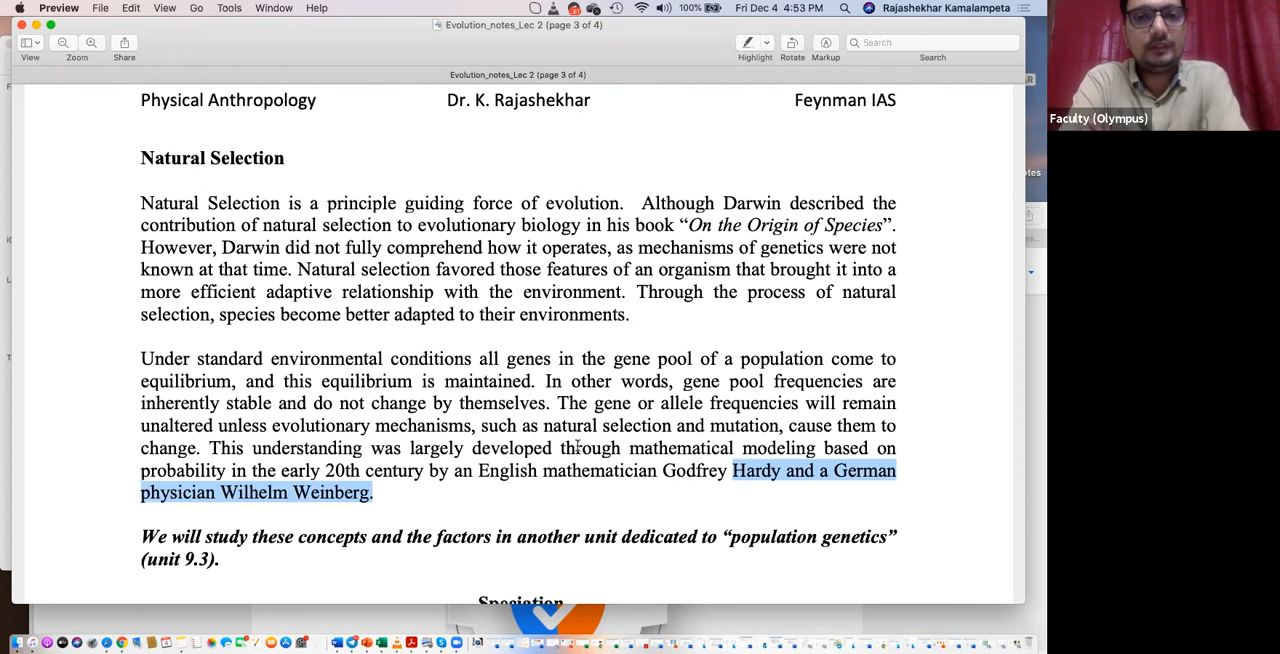 Preview File Edit View Go Tools Window Help 51 100% Fri Dec 4 4:53 PM Rajashekhar Kamalampeta
Evolution_notes_Lec 2 (page 3 of 4)
View Zoom Share Highlight Rotate Markup Search Search
Evolution_notes_Lec 2 (page 3 of 4)
Physical Anthropology Dr. K. Rajashekhar Feynman IAS
Natural Selection
Natural Selection is a principle guiding force of evolution. Although Darwin described the
contribution of natural selection to evolutionary biology in his book “On the Origin of Species”.
However, Darwin did not fully comprehend how it operates, as mechanisms of genetics were not
known at that time. Natural selection favored those features of an organism that brought it into a
more efficient adaptive relationship with the environment. Through the process of natural
selection, species become better adapted to their environments.
Under standard environmental conditions all genes in the gene pool of a population come to
equilibrium, and this equilibrium is maintained. In other words, gene pool frequencies are
inherently stable and do not change by themselves. The gene or allele frequencies will remain
unaltered unless evolutionary mechanisms, such as natural selection and mutation, cause them to
change. This understanding was largely developed through mathematical modeling based on
probability in the early 20th century by an English mathematician Godfrey Hardy and a German
physician Wilhelm Weinberg.
We will study these concepts and the factors in another unit dedicated to “population genetics”
(unit 9.3).
Speciation
Faculty (Olympus)